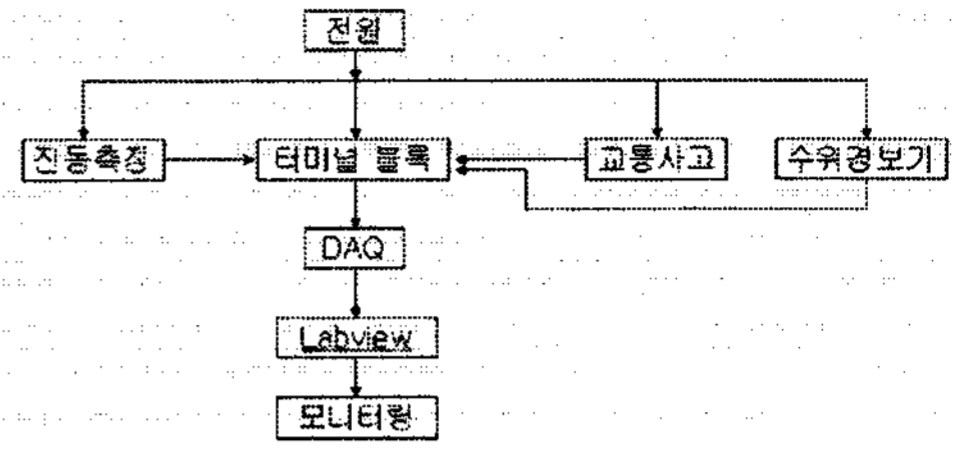 전원
진동측정
터미널 블록
교통사고
수위경보기
DAQ
Labview
모니터링